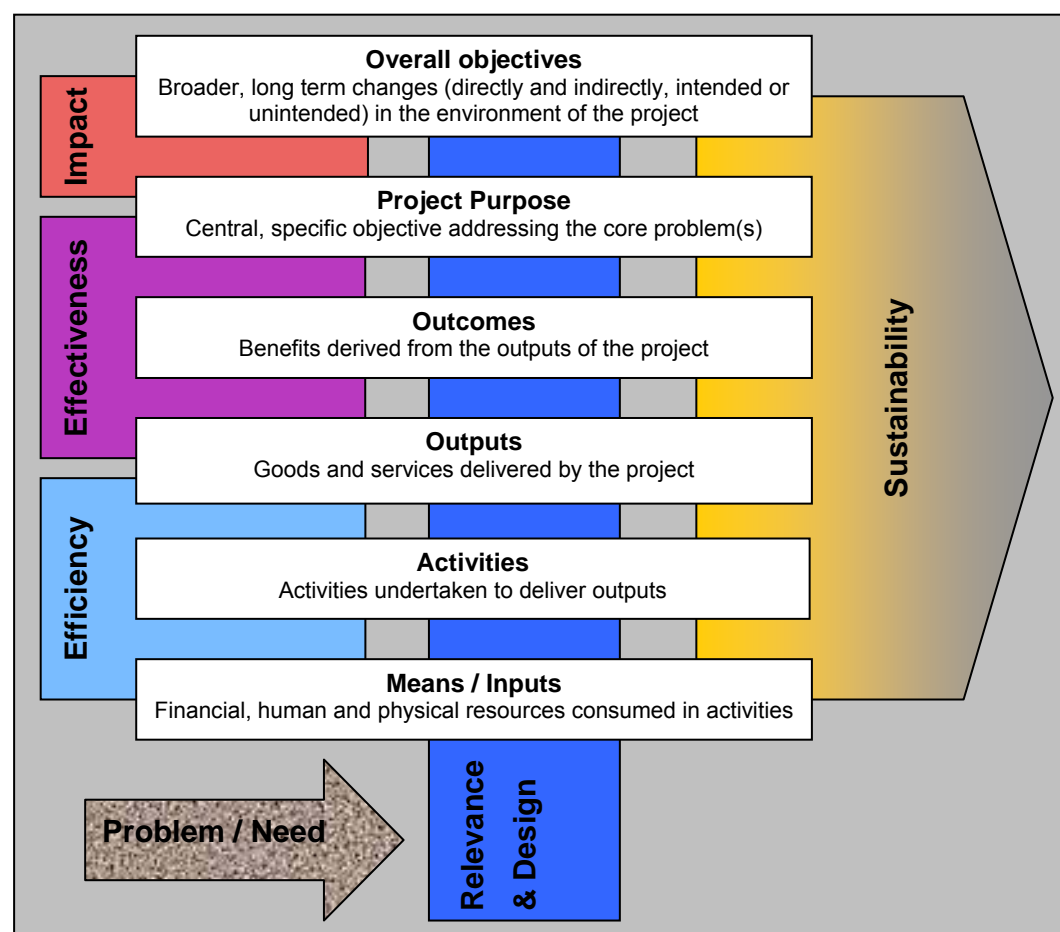 Overall objectives
Broader, long term changes (directly and indirectly, intended or
unintended) in the environment of the project
Impact
Project Purpose
Central, specific objective addressing the core problem(s)
Effectiveness
Outcomes
Benefits derived from the outputs of the project
Sustainability
Outputs
Goods and services delivered by the project
Efficiency
Activities
Activities undertaken to deliver outputs
Means / Inputs
Financial, human and physical resources consumed in activities
Problem / Need
Relevance
& Design